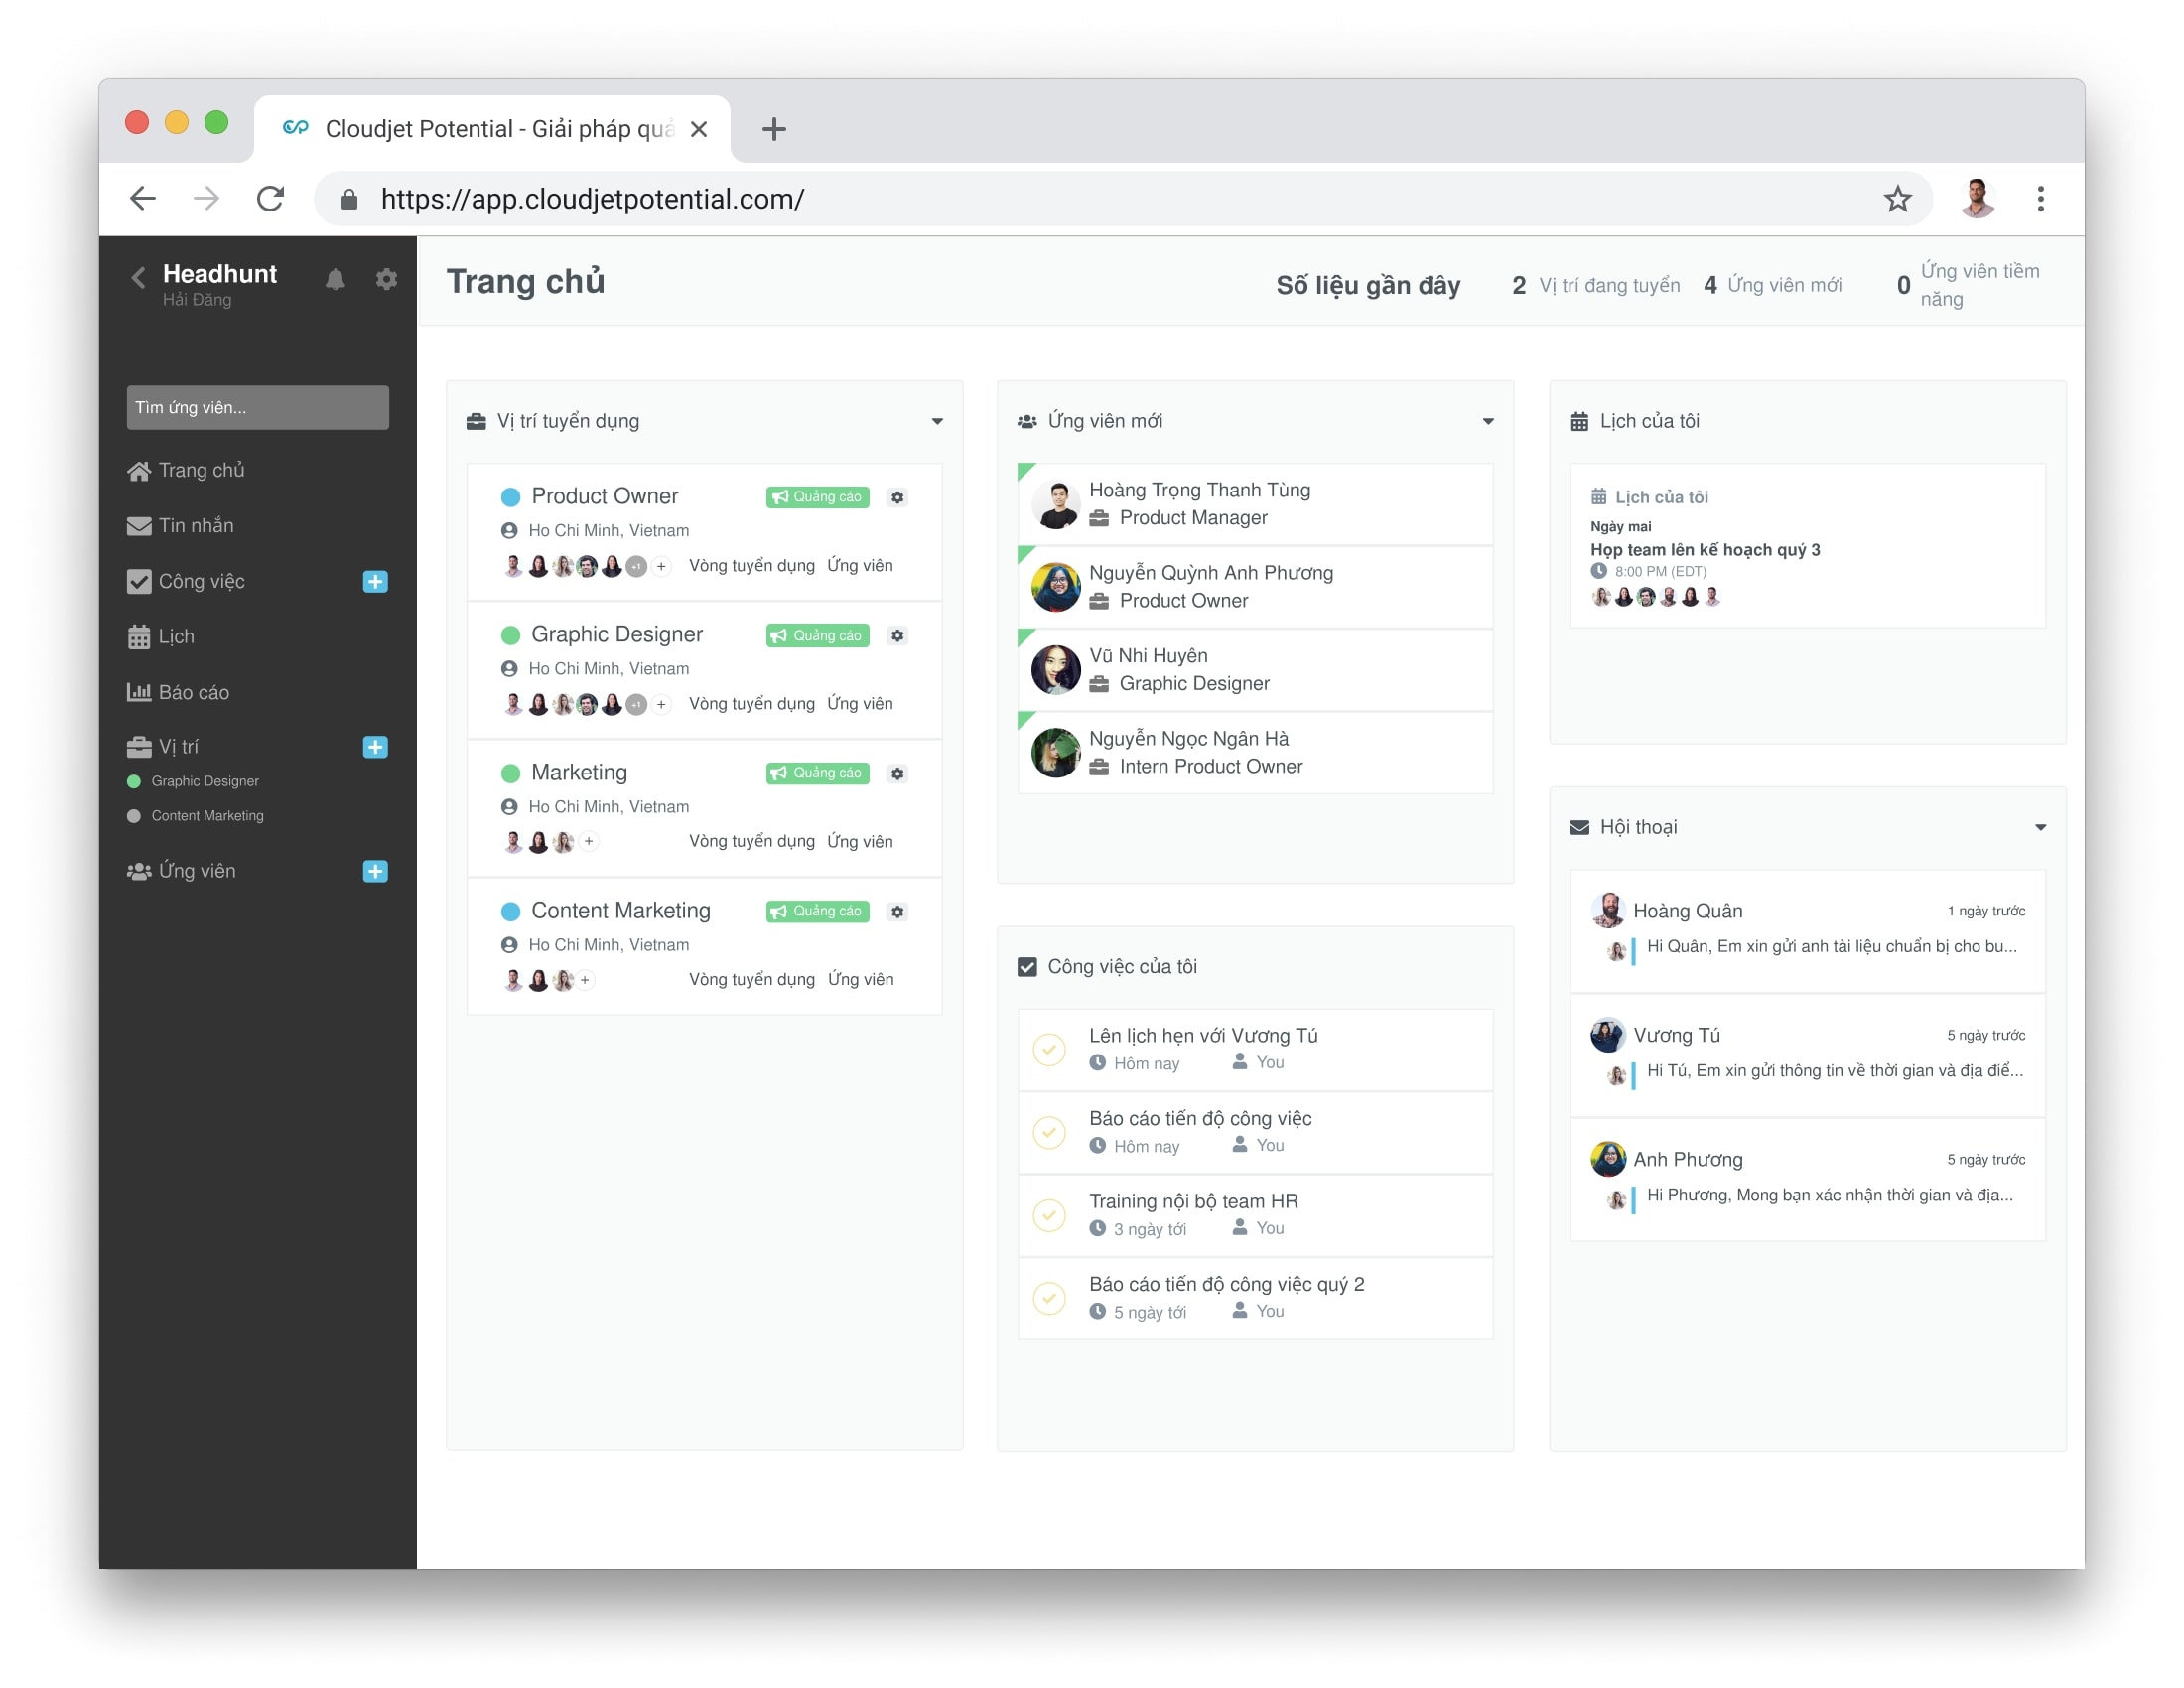 Cloudjet Potential - Giải pháp quả
https://app.cloudjetpotential.com/
Headhunt
Hải Đăng
Tìm ứng viên...
Trang chủ
Tin nhắn
Công việc
Lịch
Báo cáo
Vị trí
Graphic Designer
Content Marketing
Ứng viên
Trang chủ
Số liệu gần đây
2 Vị trí đang tuyển
4 Ứng viên mới
0 Ứng viên tiềm
năng
Vị trí tuyển dụng
Product Owner Quảng cáo
Ho Chi Minh, Vietnam
+1 + Vòng tuyển dụng Ứng viên
Graphic Designer Quảng cáo
Ho Chi Minh, Vietnam
+1 + Vòng tuyển dụng Ứng viên
Marketing Quảng cáo
Ho Chi Minh, Vietnam
+ Vòng tuyển dụng Ứng viên
Content Marketing Quảng cáo
Ho Chi Minh, Vietnam
+ Vòng tuyển dụng Ứng viên
Ứng viên mới
Hoàng Trọng Thanh Tùng
Product Manager
Nguyễn Quỳnh Anh Phương
Product Owner
Vũ Nhi Huyên
Graphic Designer
Nguyễn Ngọc Ngân Hà
Intern Product Owner
Công việc của tôi
Lên lịch hẹn với Vương Tú
Hôm nay You
Báo cáo tiến độ công việc
Hôm nay You
Training nội bộ team HR
3 ngày tới You
Báo cáo tiến độ công việc quý 2
5 ngày tới You
Lịch của tôi
Lịch của tôi
Ngày mai
Họp team lên kế hoạch quý 3
8:00 PM (EDT)
Hội thoại
Hoàng Quân 1 ngày trước
Hi Quân, Em xin gửi anh tài liệu chuẩn bị cho bu...
Vương Tú 5 ngày trước
Hi Tú, Em xin gửi thông tin về thời gian và địa điể...
Anh Phương 5 ngày trước
Hi Phương, Mong bạn xác nhận thời gian và địa...